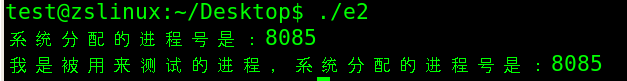 test@zslinux:~/Desktop$ ./e2
系统分配的进程号是:8085
我是被用来测试的进程, 系统分配的进程号是:8085